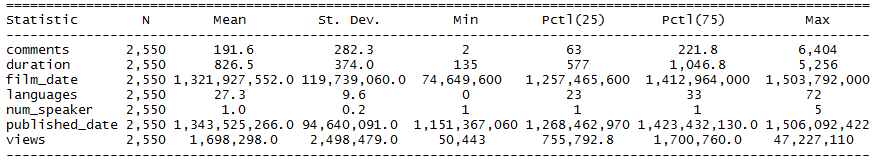 Statistic N Mean St. Dev. Min Pctl(25) Pctl(75) Max
comments 2,550 191.6 282.3 2 63 221.8 6,404
duration 2,550 826.5 374.0 135 577 1,046.8 5,256
film_date 2,550 1,321,927,552.0 119,739,060.0 74,649,600 1,257,465,600 1,412,964,000 1,503,792,000
languages 2,550 27.3 9.6 0 23 33 72
num_speaker 2,550 1.0 0.2 1 1 1 5
published_date 2,550 1,343,525,266.0 94,640,091.0 1,151,367,060 1,268,462,970 1,423,432,130.0 1,506,092,422
views 2,550 1,698,298.0 2,498,479.0 50,443 755,792.8 1,700,760.0 47,227,110